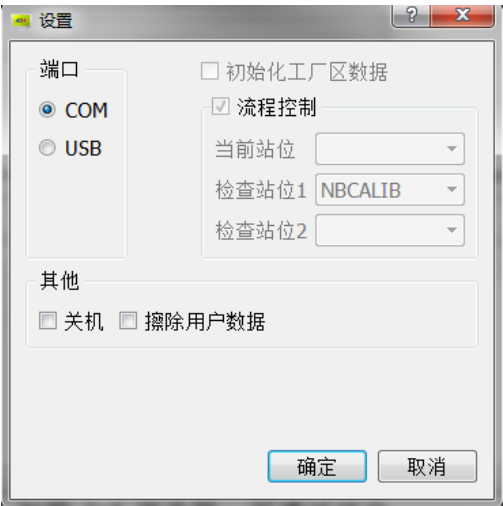 设置
端口
COM
USB
初始化工厂区数据
流程控制
当前站位
检查站位1 NBCALIB
检查站位2
其他
关机 擦除用户数据
确定 取消